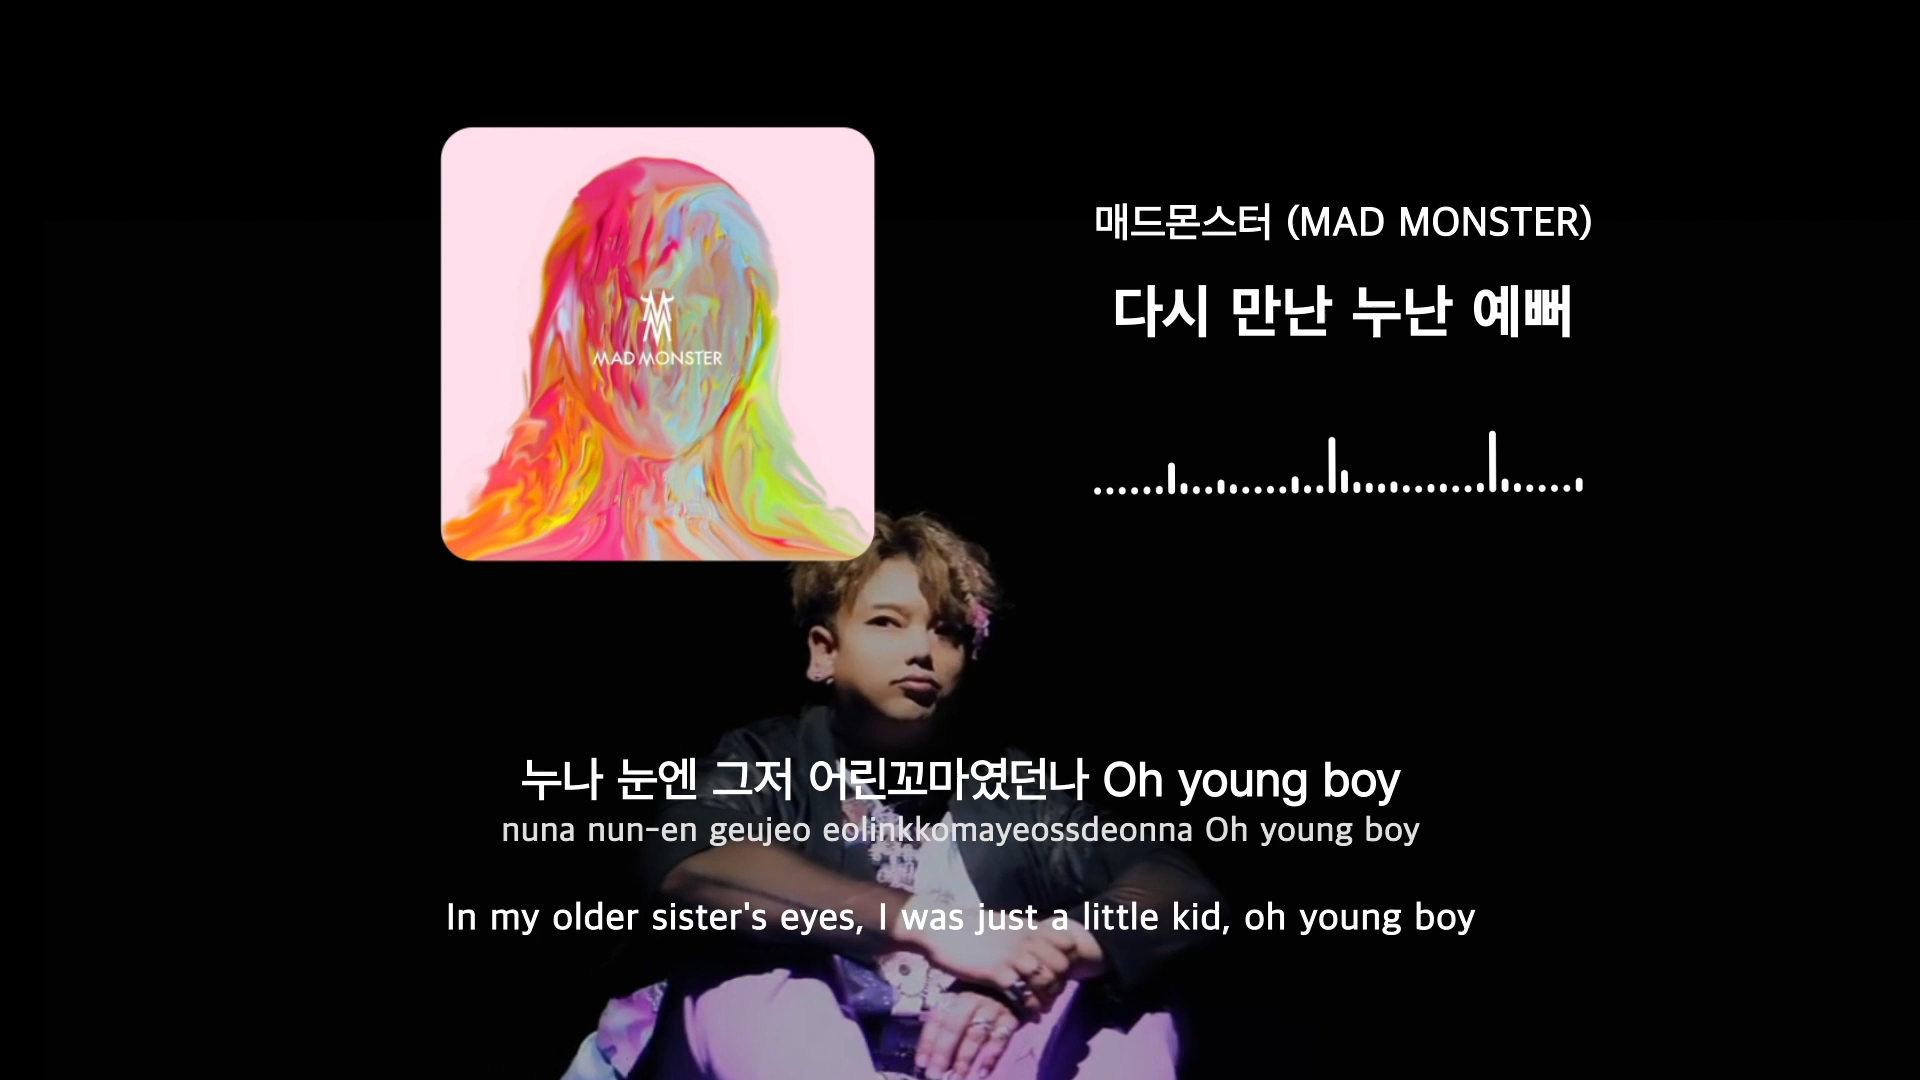 MAD MONSTER
매드몬스터 (MAD MONSTER)
다시 만난 누난 예뻐
누나 눈엔 그저 어린꼬마였던나 Oh young boy
nuna nun-en geujeo eolinkkomayeossdeonna Oh young boy
In my older sister's eyes, I was just a little kid, oh young boy